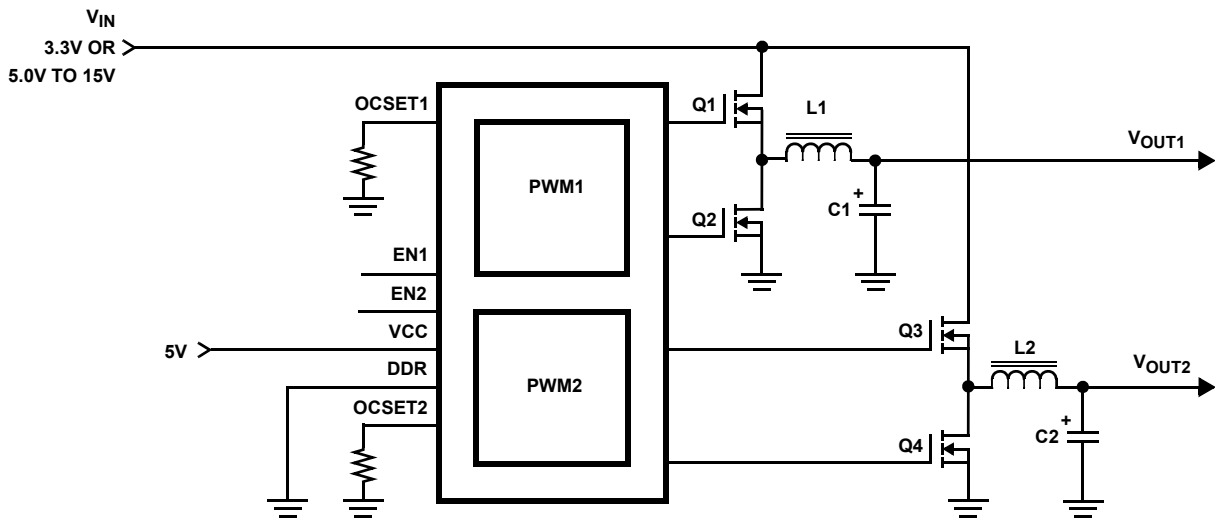 VIN
3.3V OR
5.0V TO 15V
OCSET1
PWM1
Q1
L1
VOUT1
Q2
C1
+
EN1
EN2
VCC
5V
DDR
OCSET2
PWM2
Q3
L2
VOUT2
Q4
C2
+